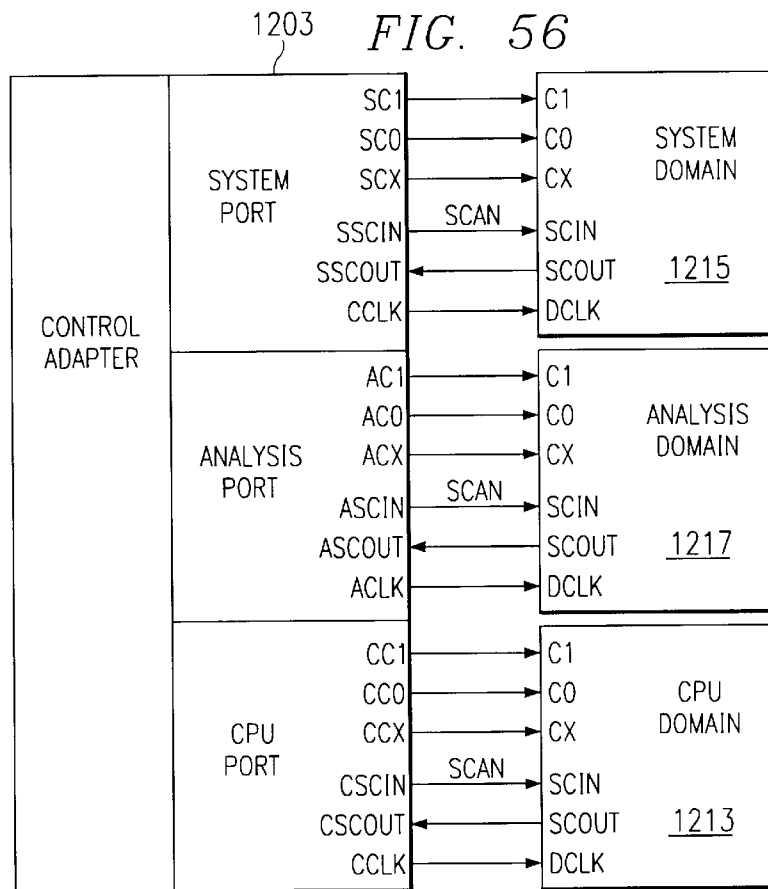 1203
FIG. 56
CONTROL
ADAPTER
SYSTEM
PORT
SC1
SC0
SCX
SSCIN
SSCOUT
CCLK
SCAN
C1
C0
CX
SCIN
SCOUT
DCLK
SYSTEM
DOMAIN
1215
ANALYSIS
PORT
AC1
AC0
ACX
ASCIN
ASCOUT
ACLK
SCAN
C1
C0
CX
SCIN
SCOUT
DCLK
ANALYSIS
DOMAIN
1217
CPU
PORT
CC1
CC0
CCX
CSCIN
CSCOUT
CCLK
SCAN
C1
C0
CX
SCIN
SCOUT
DCLK
CPU
DOMAIN
1213